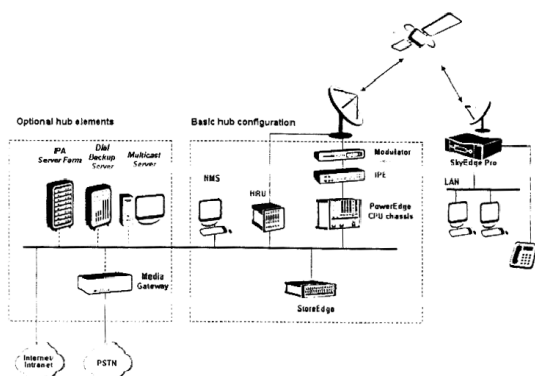 Optional hub elements
Basic hub configuration
IPA
Server Farm
Dial
Backup
Server
Multicast
Server
NMS
HRU
Modulator
IPE
PowerEdge
CPU chassis
SkyEdge Pro
LAN
Media
Gateway
StoreEdge
Internet/
Intranet
PSTN